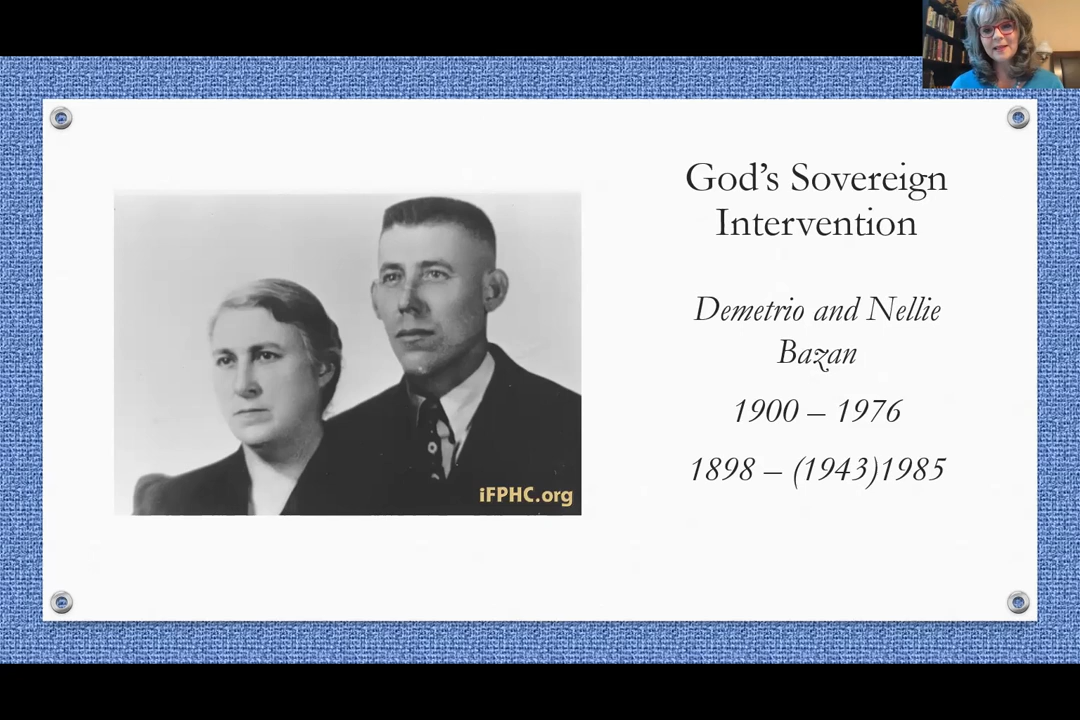 God's Sovereign
Intervention
Demetrio and Nellie
Bazan
1900 – 1976
1898 – (1943)1985
iFPHC.org